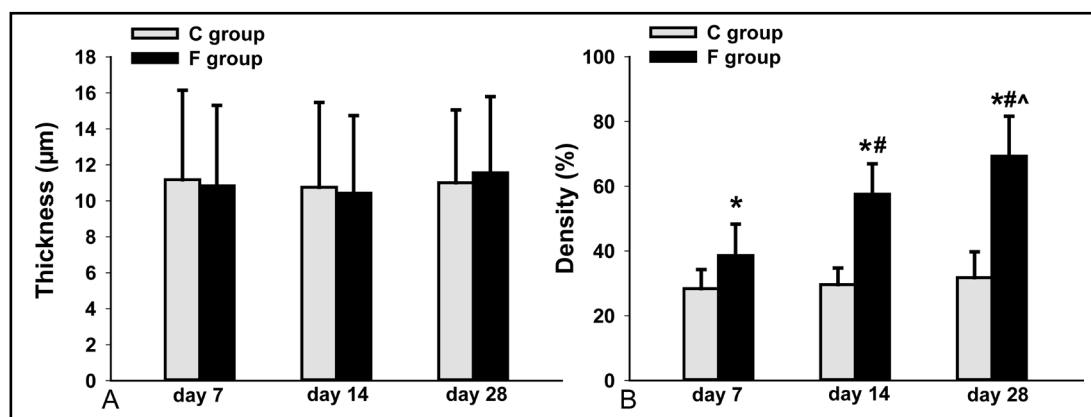 C group
F group
Thickness (µm)
18
16
14
12
10
8
6
4
2
0
day 7
day 14
day 28
A
C group
F group
Density (%)
100
80
60
40
20
0
*
*#
*#^
day 7
day 14
day 28
B